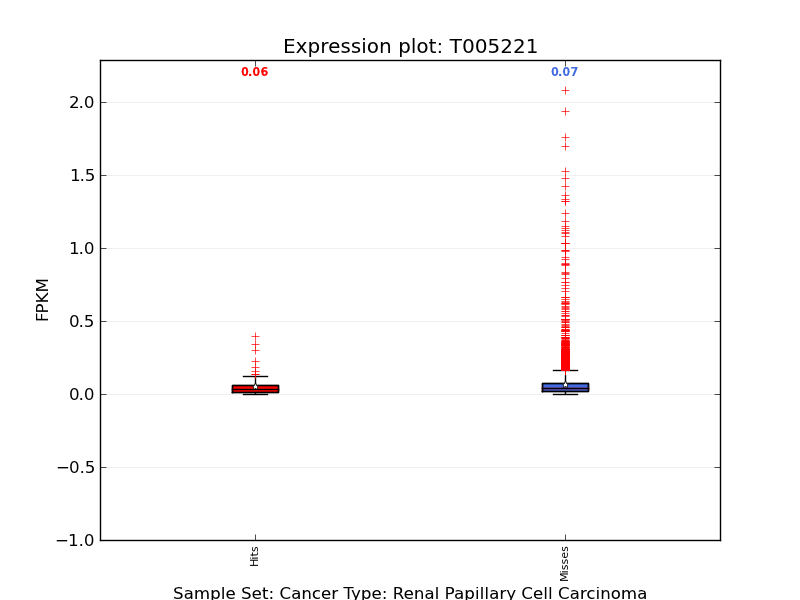 Expression plot: T005221
0.06
0.07
2.0
1.5
1.0
0.5
0.0
−0.5
−1.0
FPKM
Hits
Misses
Sample Set: Cancer Type: Renal Papillary Cell Carcinoma